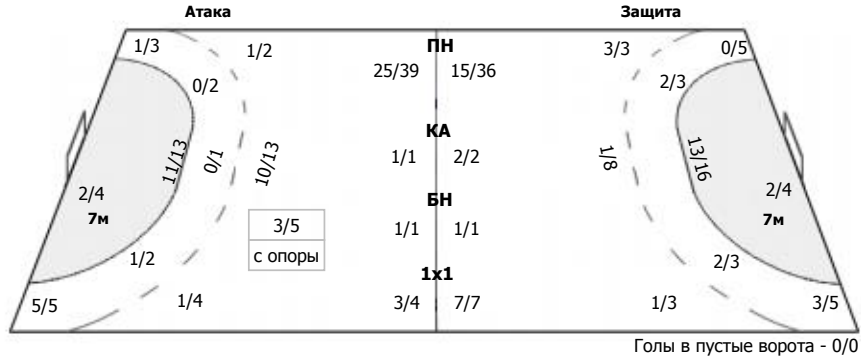 Атака Защита
1/3 1/2 ПН 3/3 0/5
25/39 15/36
0/2 2/3
КА
11/13 0/1 10/13 1/1 2/2 1/8 13/16
2/4 2/4
7м БН 7м
3/5 1/1 1/1
с опоры
1/2 2/3
1x1
5/5 1/4 3/4 7/7 1/3 3/5
Голы в пустые ворота - 0/0